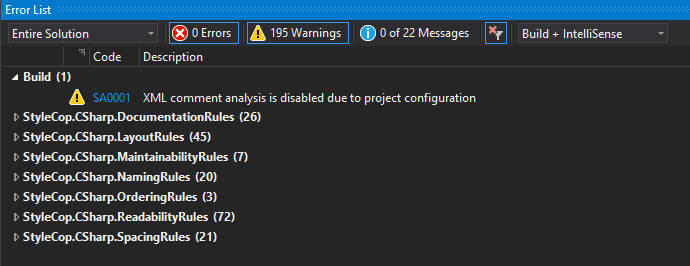 Error List
Entire Solution 0 Errors 195 Warnings 0 of 22 Messages Build + IntelliSense
Code Description
Build (1)
SA0001 XML comment analysis is disabled due to project configuration
StyleCop.CSharp.DocumentationRules (26)
StyleCop.CSharp.LayoutRules (45)
StyleCop.CSharp.MaintainabilityRules (7)
StyleCop.CSharp.NamingRules (20)
StyleCop.CSharp.OrderingRules (3)
StyleCop.CSharp.ReadabilityRules (72)
StyleCop.CSharp.SpacingRules (21)